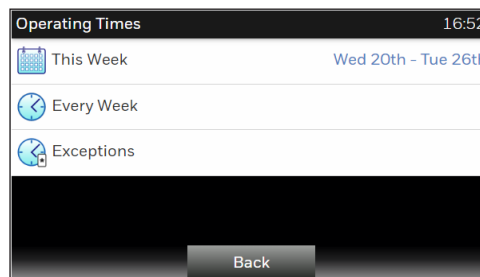 Operating Times 16:52
This Week Wed 20th - Tue 26th
Every Week
Exceptions
Back